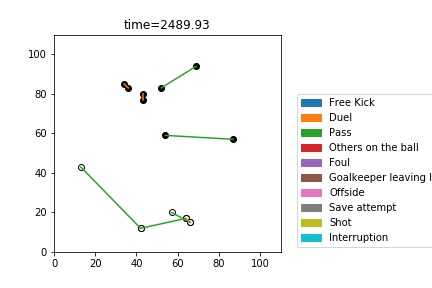 time=2489.93
100
80
60
40
20
0
0 20 40 60 80 100
Free Kick
Duel
Pass
Others on the ball
Foul
Goalkeeper leaving l
Offside
Save attempt
Shot
Interruption